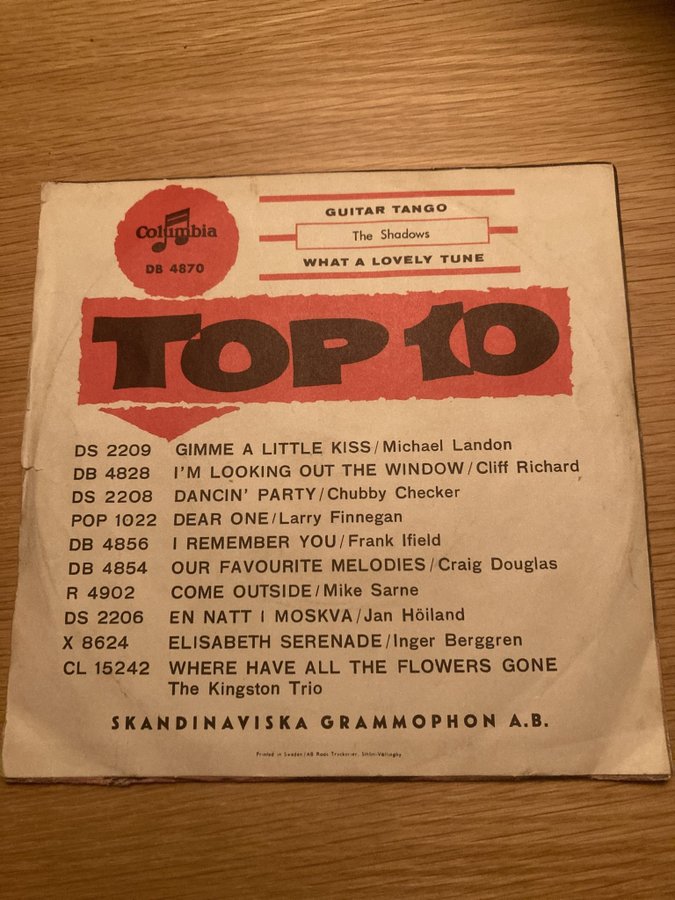 Columbia
DB 4870
GUITAR TANGO
The Shadows
WHAT A LOVELY TUNE
TOP 10
DS 2209 GIMME A LITTLE KISS/Michael Landon
DB 4828 I'M LOOKING OUT THE WINDOW/Cliff Richard
DS 2208 DANCIN' PARTY/Chubby Checker
POP 1022 DEAR ONE/Larry Finnegan
DB 4856 I REMEMBER YOU/Frank Ifield
DB 4854 OUR FAVOURITE MELODIES/Craig Douglas
R 4902 COME OUTSIDE/Mike Sarne
DS 2206 EN NATT I MOSKVA/Jan Höiland
X 8624 ELISABETH SERENADE/Inger Berggren
CL 15242 WHERE HAVE ALL THE FLOWERS GONE
The Kingston Trio
SKANDINAVISKA GRAMMOPHON A.B.
Printed in Sweden/AB